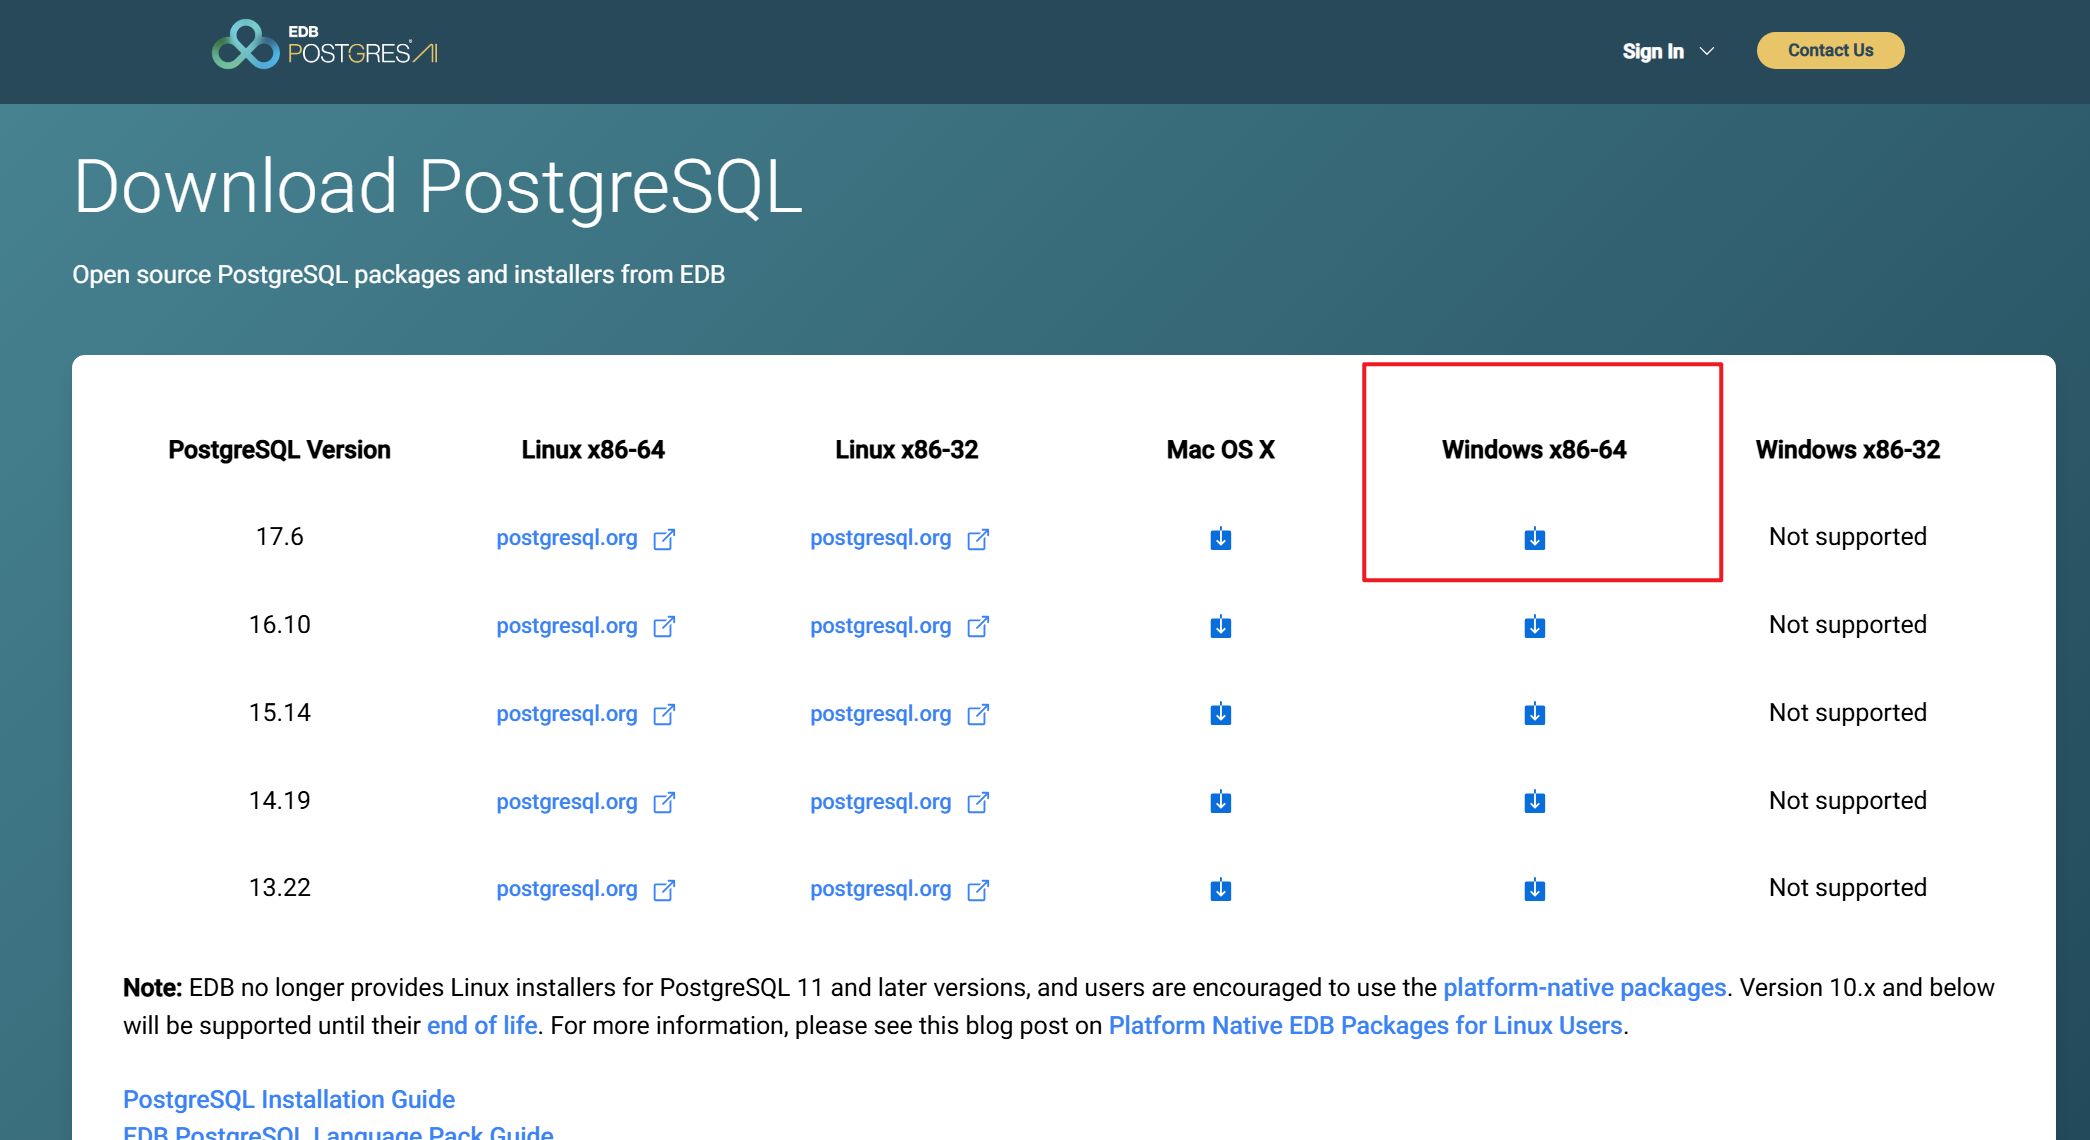 EDB
POSTGRES AI
Sign In
Contact Us
Download PostgreSQL
Open source PostgreSQL packages and installers from EDB
PostgreSQL Version Linux x86-64 Linux x86-32 Mac OS X Windows x86-64 Windows x86-32
17.6 postgresql.org postgresql.org Not supported
16.10 postgresql.org postgresql.org Not supported
15.14 postgresql.org postgresql.org Not supported
14.19 postgresql.org postgresql.org Not supported
13.22 postgresql.org postgresql.org Not supported
Note: EDB no longer provides Linux installers for PostgreSQL 11 and later versions, and users are encouraged to use the platform-native packages. Version 10.x and below
will be supported until their end of life. For more information, please see this blog post on Platform Native EDB Packages for Linux Users.
PostgreSQL Installation Guide
EDB PostgreSQL Language Pack Guide